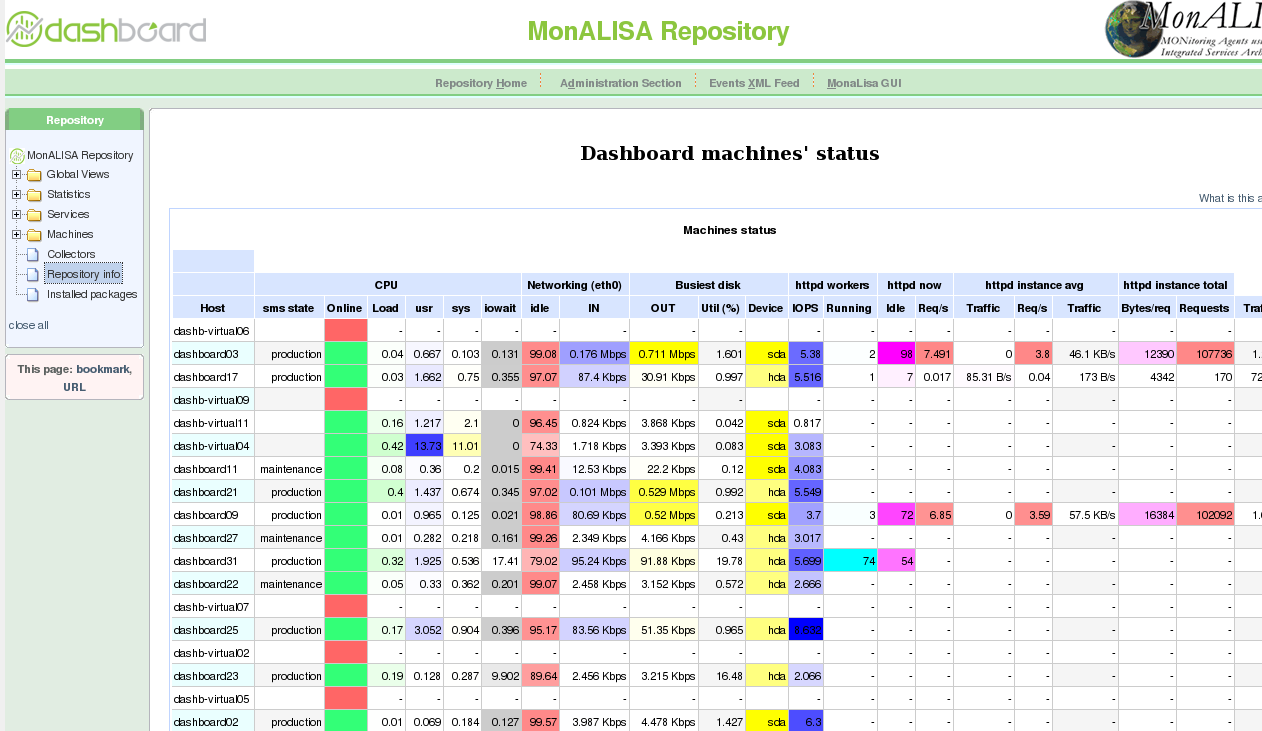 dashboard
MonALISA Repository
MonALI
MONitoring Agents us
Integrated Services Arch
Repository Home Administration Section Events XML Feed MonaLisa GUI
Repository
MonALISA Repository
Global Views
Statistics
Services
Machines
Collectors
Repository info
Installed packages
close all
This page: bookmark,
URL
Dashboard machines' status
What is this a
Machines status
CPU Networking (eth0) Busiest disk httpd workers httpd now httpd instance avg httpd instance total
Host sms state Online Load usr sys iowait idle IN OUT Util (%) Device IOPS Running Idle Req/s Traffic Req/s Traffic Bytes/req Requests Traf
dashb-virtual06 - - - - - - - - - - - - - - - - - -
dashboard03 production 0.04 0.667 0.103 0.131 99.08 0.176 Mbps 0.711 Mbps 1.601 sda 5.38 2 98 7.491 0 3.8 46.1 KB/s 12390 107736 1.
dashboard17 production 0.03 1.662 0.75 0.355 97.07 87.4 Kbps 30.91 Kbps 0.997 hda 5.516 1 7 0.017 85.31 B/s 0.04 173 B/s 4342 170 72
dashb-virtual09 - - - - - - - - - - - - - - - - - -
dashb-virtual11 0.16 1.217 2.1 0 96.45 0.824 Kbps 3.868 Kbps 0.042 sda 0.817 - - - - - - - -
dashb-virtual04 0.42 13.73 11.01 0 74.33 1.718 Kbps 3.393 Kbps 0.083 sda 3.083 - - - - - - - -
dashboard11 maintenance 0.08 0.36 0.2 0.015 99.41 12.53 Kbps 22.2 Kbps 0.12 sda 4.083 - - - - - - - -
dashboard21 production 0.4 1.437 0.674 0.345 97.02 0.101 Mbps 0.529 Mbps 0.992 hda 5.549 - - - - - - - -
dashboard09 production 0.01 0.965 0.125 0.021 98.86 80.69 Kbps 0.52 Mbps 0.213 sda 3.7 3 72 6.85 0 3.59 57.5 KB/s 16384 102092 1.
dashboard27 maintenance 0.01 0.282 0.218 0.161 99.26 2.349 Kbps 4.166 Kbps 0.43 hda 3.017 - - - - - - - -
dashboard31 production 0.32 1.925 0.536 17.41 79.02 95.24 Kbps 91.88 Kbps 19.78 hda 5.699 74 54 - - - - - -
dashboard22 maintenance 0.05 0.33 0.362 0.201 99.07 2.458 Kbps 3.152 Kbps 0.572 hda 2.666 - - - - - - - -
dashb-virtual07 - - - - - - - - - - - - - - - - - -
dashboard25 production 0.17 3.052 0.904 0.396 95.17 83.56 Kbps 51.35 Kbps 0.965 hda - - - - - - - -
dashb-virtual02 - - - - - - - - - - - - - - - - - -
dashboard23 production 0.19 0.128 0.287 9.902 89.64 2.456 Kbps 3.215 Kbps 16.48 hda 2.066 - - - - - - - -
dashb-virtual05 - - - - - - - - - - - - - - - - - -
dashboard02 production 0.01 0.069 0.184 0.127 99.57 3.987 Kbps 4.478 Kbps 1.427 sda 6.3 - - - - - - - -